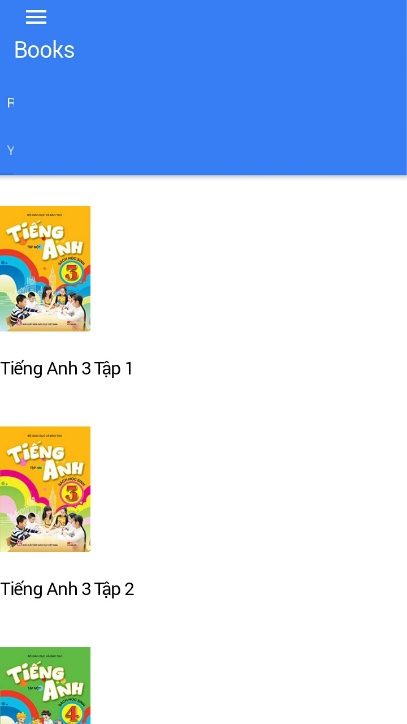 Books
Tiếng Anh
3
Tiếng Anh 3 Tập 1
Tiếng Anh
3
Tiếng Anh 3 Tập 2
Tiếng Anh
4